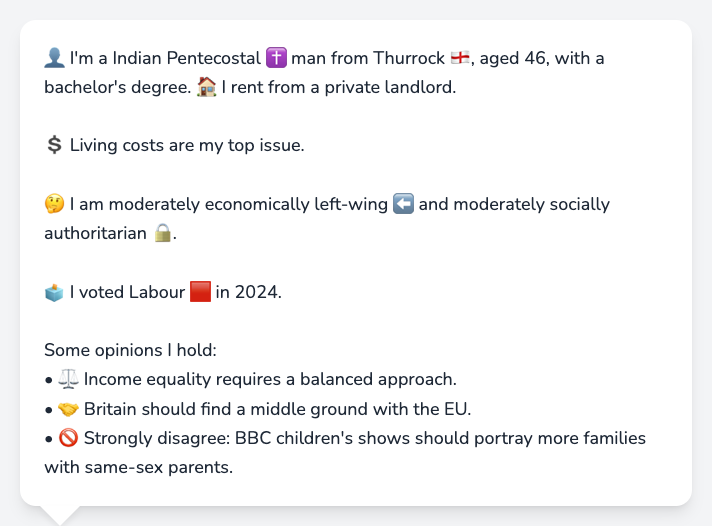 👤 I'm a Indian Pentecostal ✝️ man from Thurrock 🏴󠁧󠁢󠁥󠁮󠁧󠁿, aged 46, with a
bachelor's degree. 🏠 I rent from a private landlord.
💲 Living costs are my top issue.
🤔 I am moderately economically left-wing ⬅️ and moderately socially
authoritarian 🔒.
🗳️ I voted Labour 🟥 in 2024.
Some opinions I hold:
• ⚖️ Income equality requires a balanced approach.
• 🤝 Britain should find a middle ground with the EU.
• 🚫 Strongly disagree: BBC children's shows should portray more families
with same-sex parents.